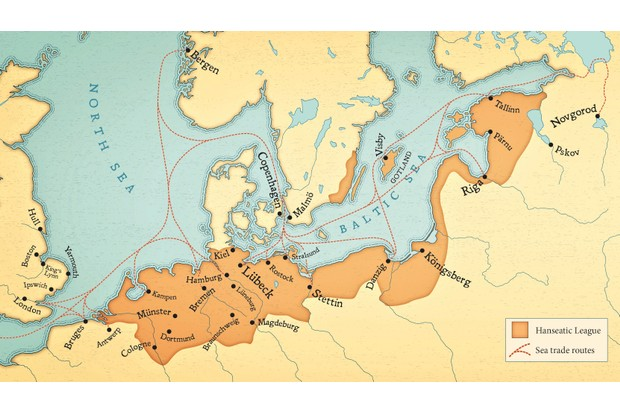 Bergen
NORTH SEA
Tallinn
Novgorod
Pärnu
Pskov
Visby
GOTLAND
Riga
Copenhagen
Malmö
BALTIC SEA
Hull
Boston
King's
Lynn
Yarmouth
Ipswich
London
Kiel
Stralsund
Rostock
Lübeck
Hamburg
Lüneburg
Bremen
Stettin
Danzig
Königsberg
Kampen
Münster
Dortmund
Braunschweig
Magdeburg
Cologne
Bruges
Antwerp
Hanseatic League
Sea trade routes